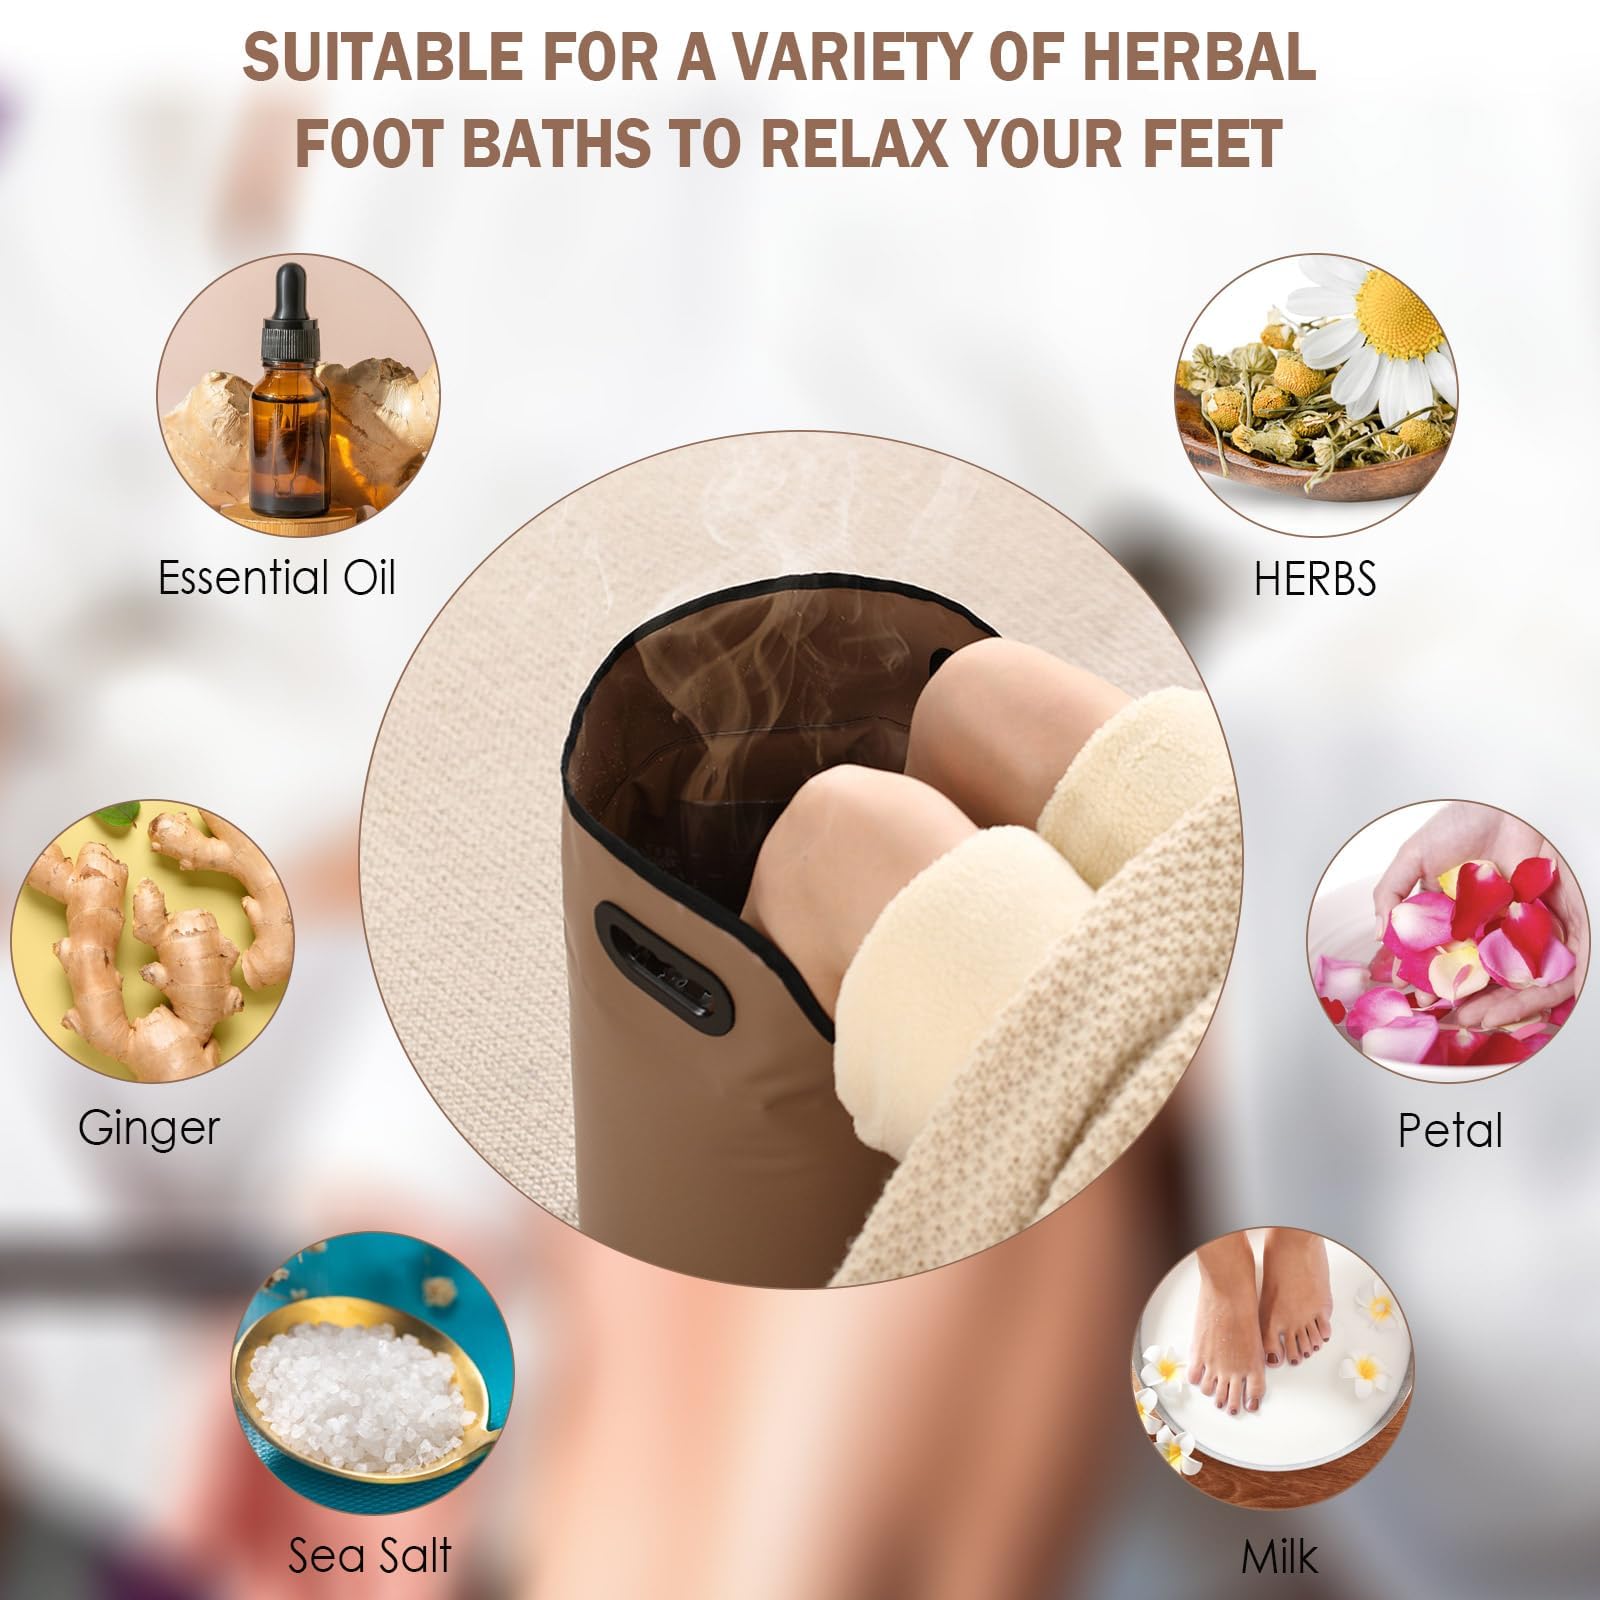 SUITABLE FOR A VARIETY OF HERBAL
FOOT BATHS TO RELAX YOUR FEET
Essential Oil
HERBS
Ginger
Petal
Sea Salt
Milk